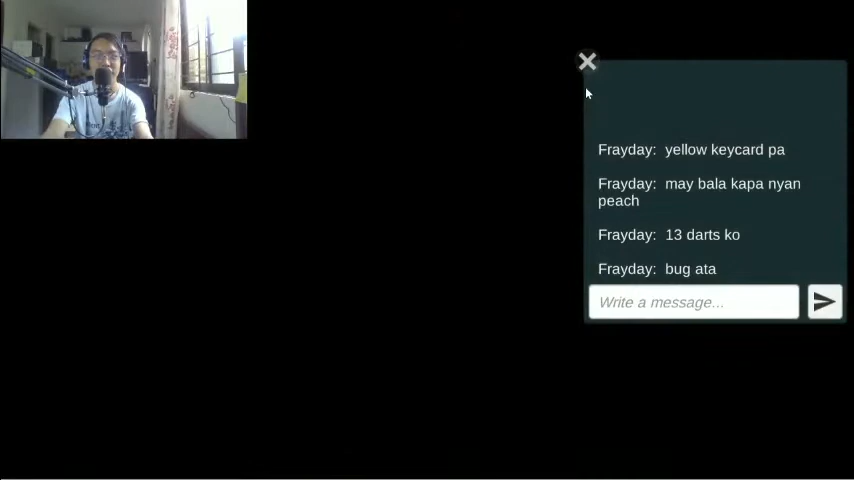 Frayday: yellow keycard pa
Frayday: may bala kapa nyan
peach
Frayday: 13 darts ko
Frayday: bug ata
Write a message...